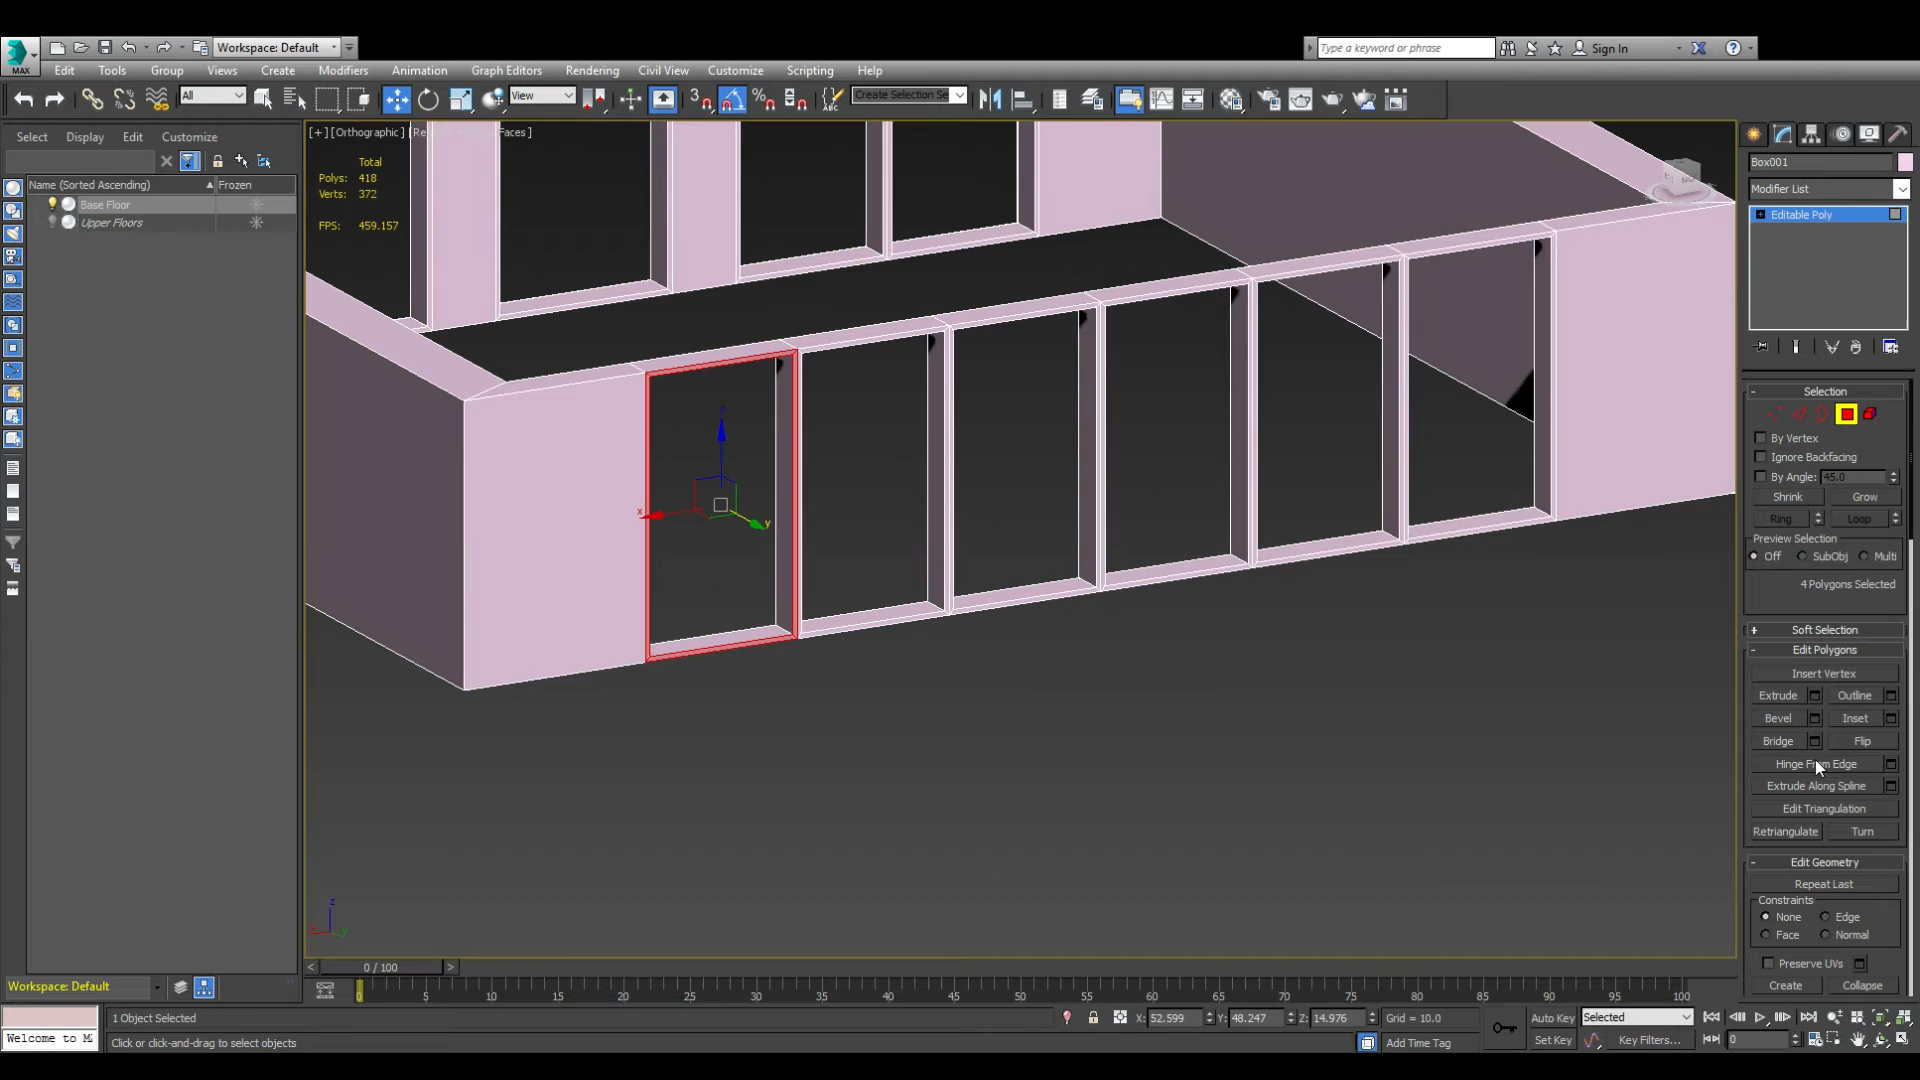 Workspace: Default
Type a keyword or phrase
Sign In
MAX
Edit Tools Group Views Create Modifiers Animation Graph Editors Rendering Civil View Customize Scripting Help
All
View
3
Create Selection Se
Select Display Edit Customize
Name (Sorted Ascending) Frozen
Base Floor
Upper Floors
[+] [Orthographic] [Re Faces ]
Total
Polys: 418
Verts: 372
FPS: 459.157
z
x
y
z
x
y
Box001
Modifier List
Editable Poly
Selection
By Vertex
Ignore Backfacing
By Angle: 45.0
Shrink Grow
Ring Loop
Preview Selection
Off SubObj Multi
4 Polygons Selected
Soft Selection
Edit Polygons
Insert Vertex
Extrude Outline
Bevel Inset
Bridge Flip
Hinge From Edge
Extrude Along Spline
Edit Triangulation
Retriangulate Turn
Edit Geometry
Repeat Last
Constraints
None Edge
Face Normal
Preserve UVs
Create Collapse
0 / 100
Workspace: Default
0 5 10 15 20 25 30 35 40 45 50 55 60 65 70 75 80 85 90 95 100
1 Object Selected
X: 52.599 Y: 48.247 Z: 14.976 Grid = 10.0
Auto Key Selected
Welcome to M
Click or click-and-drag to select objects
Add Time Tag
Set Key Key Filters...
0